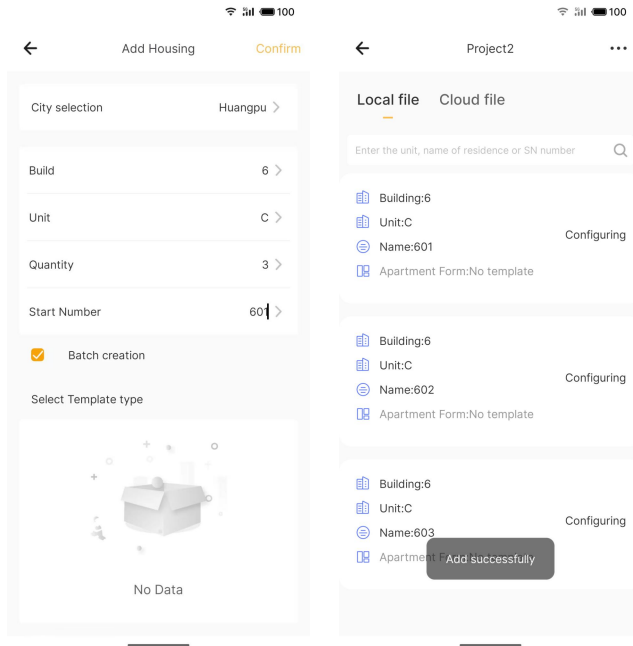 100
Add Housing
Confirm
City selection
Huangpu
Build
6
Unit
C
Quantity
3
Start Number
601
Batch creation
Select Template type
No Data
100
Project2
Local file
Cloud file
Enter the unit, name of residence or SN number
Building:6
Unit:C
Name:601
Apartment Form:No template
Configuring
Building:6
Unit:C
Name:602
Apartment Form:No template
Configuring
Building:6
Unit:C
Name:603
Apartment
Configuring
Add successfully